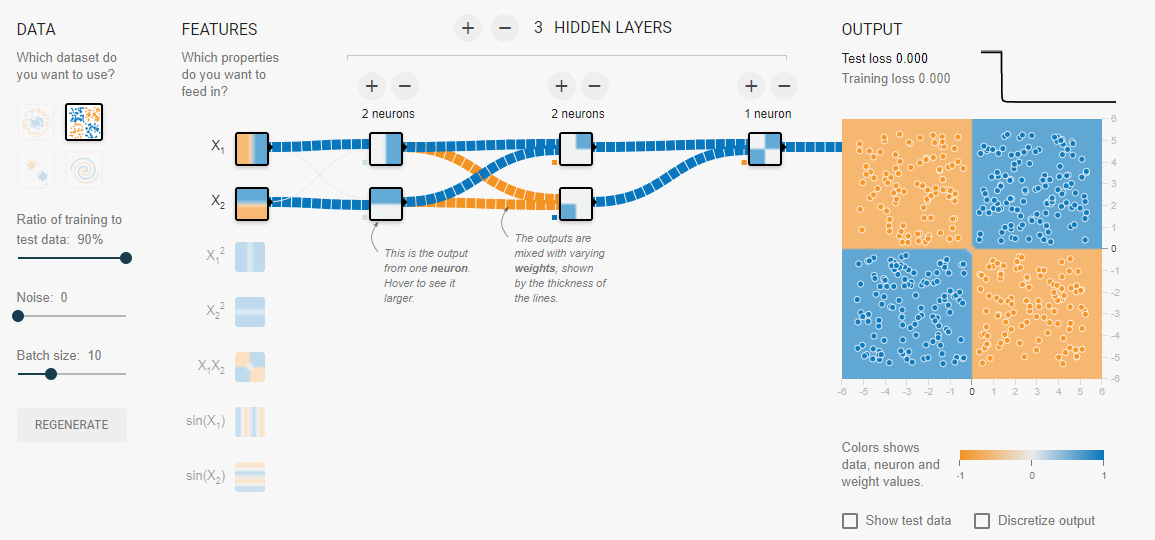 DATA
Which dataset do
you want to use?
Ratio of training to
test data: 90%
Noise: 0
Batch size: 10
REGENERATE
FEATURES
Which properties
do you want to
feed in?
X₁
X₂
X₁²
X₂²
X₁X₂
sin(X₁)
sin(X₂)
+ − 3 HIDDEN LAYERS
+ −
2 neurons
+ −
2 neurons
+ −
1 neuron
This is the output
from one neuron.
Hover to see it
larger.
The outputs are
mixed with varying
weights, shown
by the thickness of
the lines.
OUTPUT
Test loss 0.000
Training loss 0.000
6
5
4
3
2
1
0
-1
-2
-3
-4
-5
-6
-6 -5 -4 -3 -2 -1 0 1 2 3 4 5 6
Colors shows
data, neuron and
weight values.
-1 0 1
Show test data
Discretize output